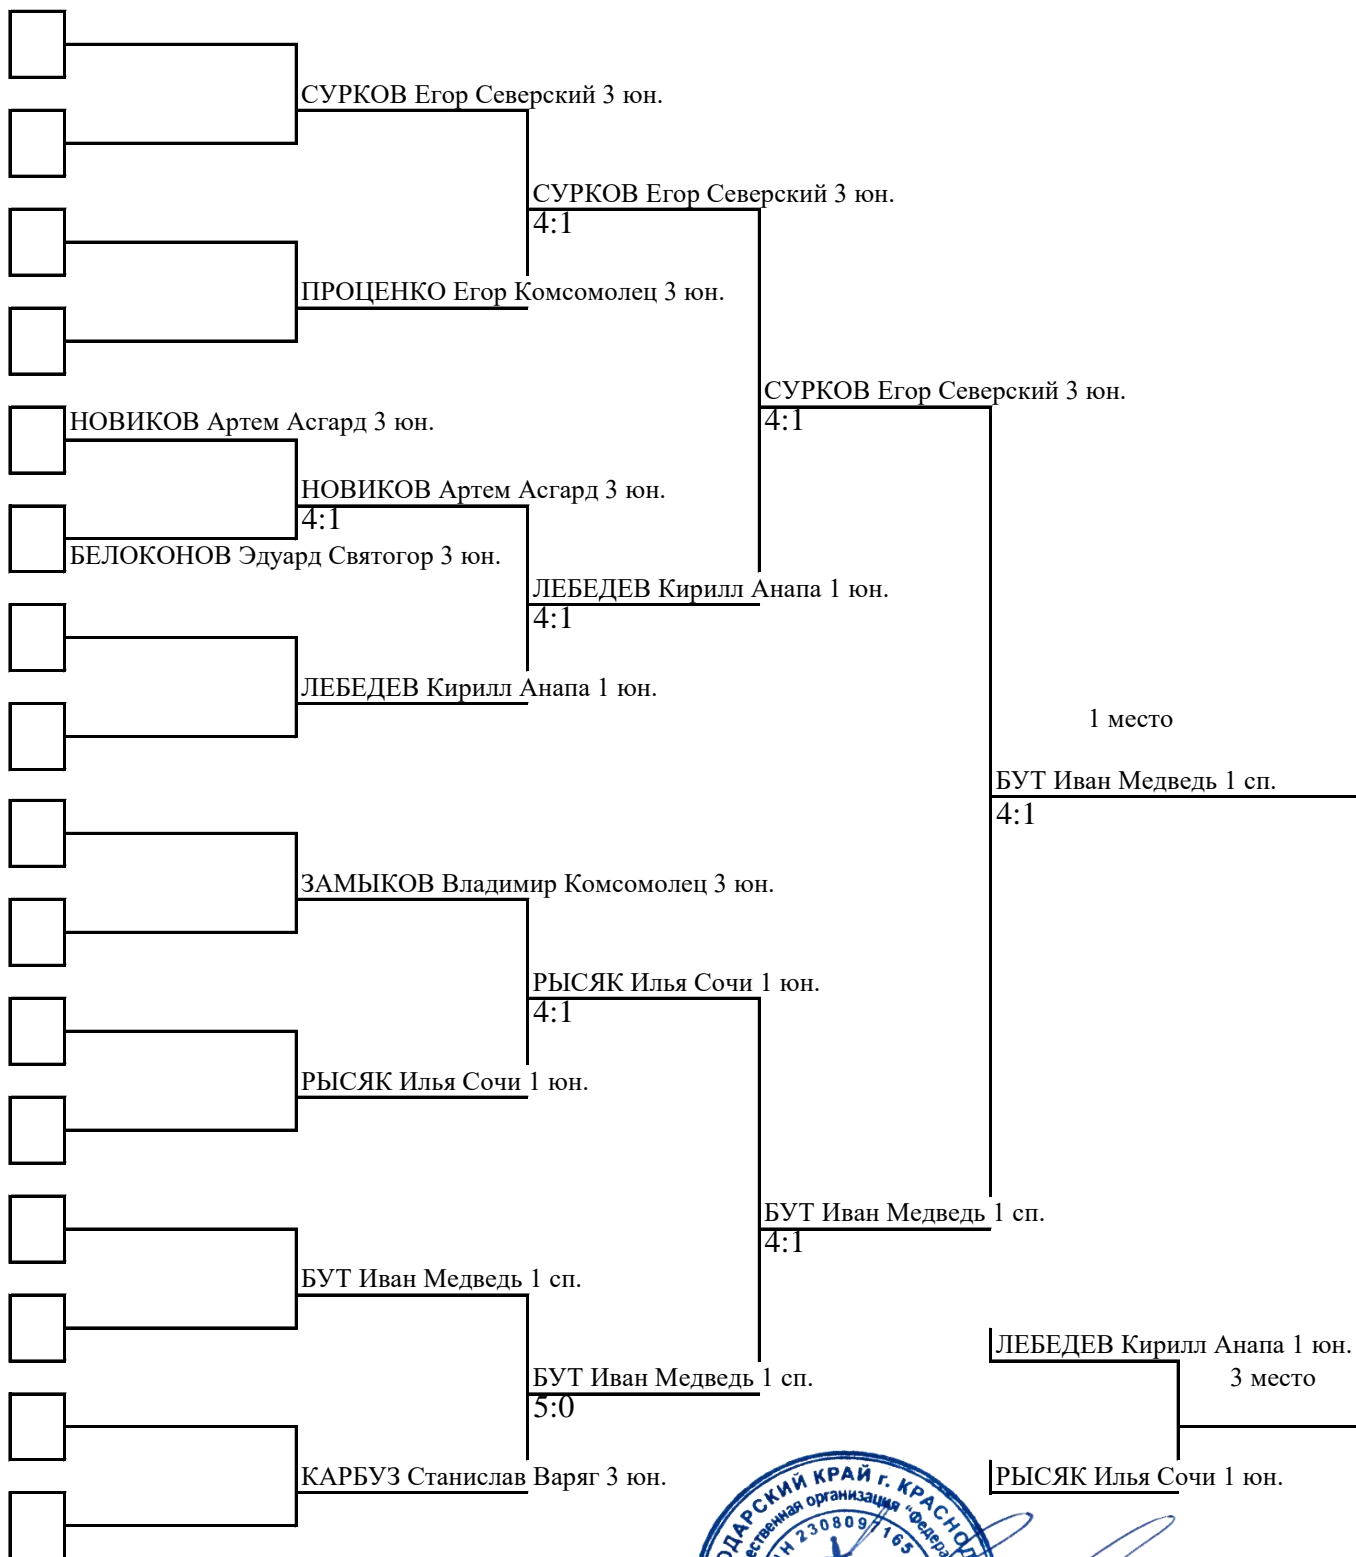 СУРКОВ Егор Северский 3 юн.
СУРКОВ Егор Северский 3 юн.
4:1
ПРОЦЕНКО Егор Комсомолец 3 юн.
СУРКОВ Егор Северский 3 юн.
4:1
НОВИКОВ Артем Асгард 3 юн.
НОВИКОВ Артем Асгард 3 юн.
4:1
БЕЛОКОНОВ Эдуард Святогор 3 юн.
ЛЕБЕДЕВ Кирилл Анапа 1 юн.
4:1
ЛЕБЕДЕВ Кирилл Анапа 1 юн.
1 место
БУТ Иван Медведь 1 сп.
4:1
ЗАМЫКОВ Владимир Комсомолец 3 юн.
РЫСЯК Илья Сочи 1 юн.
4:1
РЫСЯК Илья Сочи 1 юн.
БУТ Иван Медведь 1 сп.
4:1
БУТ Иван Медведь 1 сп.
ЛЕБЕДЕВ Кирилл Анапа 1 юн.
3 место
БУТ Иван Медведь 1 сп.
5:0
КАРБУЗ Станислав Варяг 3 юн.
РЫСЯК Илья Сочи 1 юн.
КРАЙ г.
организация
2308097165